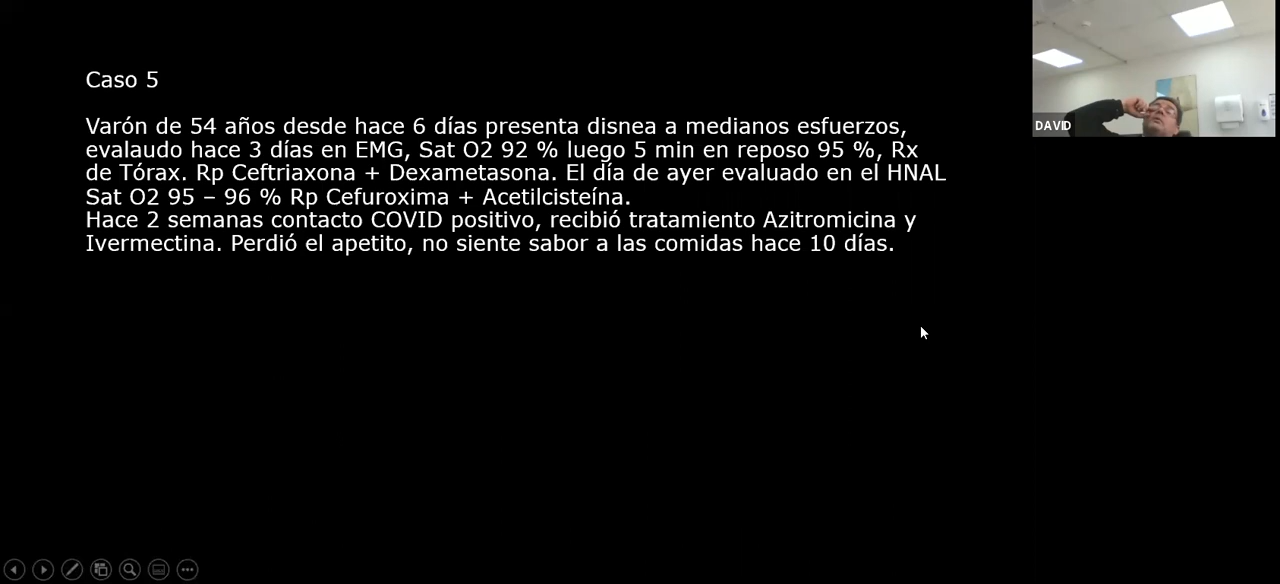 Caso 5
Varón de 54 años desde hace 6 días presenta disnea a medianos esfuerzos,
evalaudo hace 3 días en EMG, Sat O2 92 % luego 5 min en reposo 95 %, Rx
de Tórax. Rp Ceftriaxona + Dexametasona. El día de ayer evaluado en el HNAL
Sat O2 95 – 96 % Rp Cefuroxima + Acetilcisteína.
Hace 2 semanas contacto COVID positivo, recibió tratamiento Azitromicina y
Ivermectina. Perdió el apetito, no siente sabor a las comidas hace 10 días.
DAVID